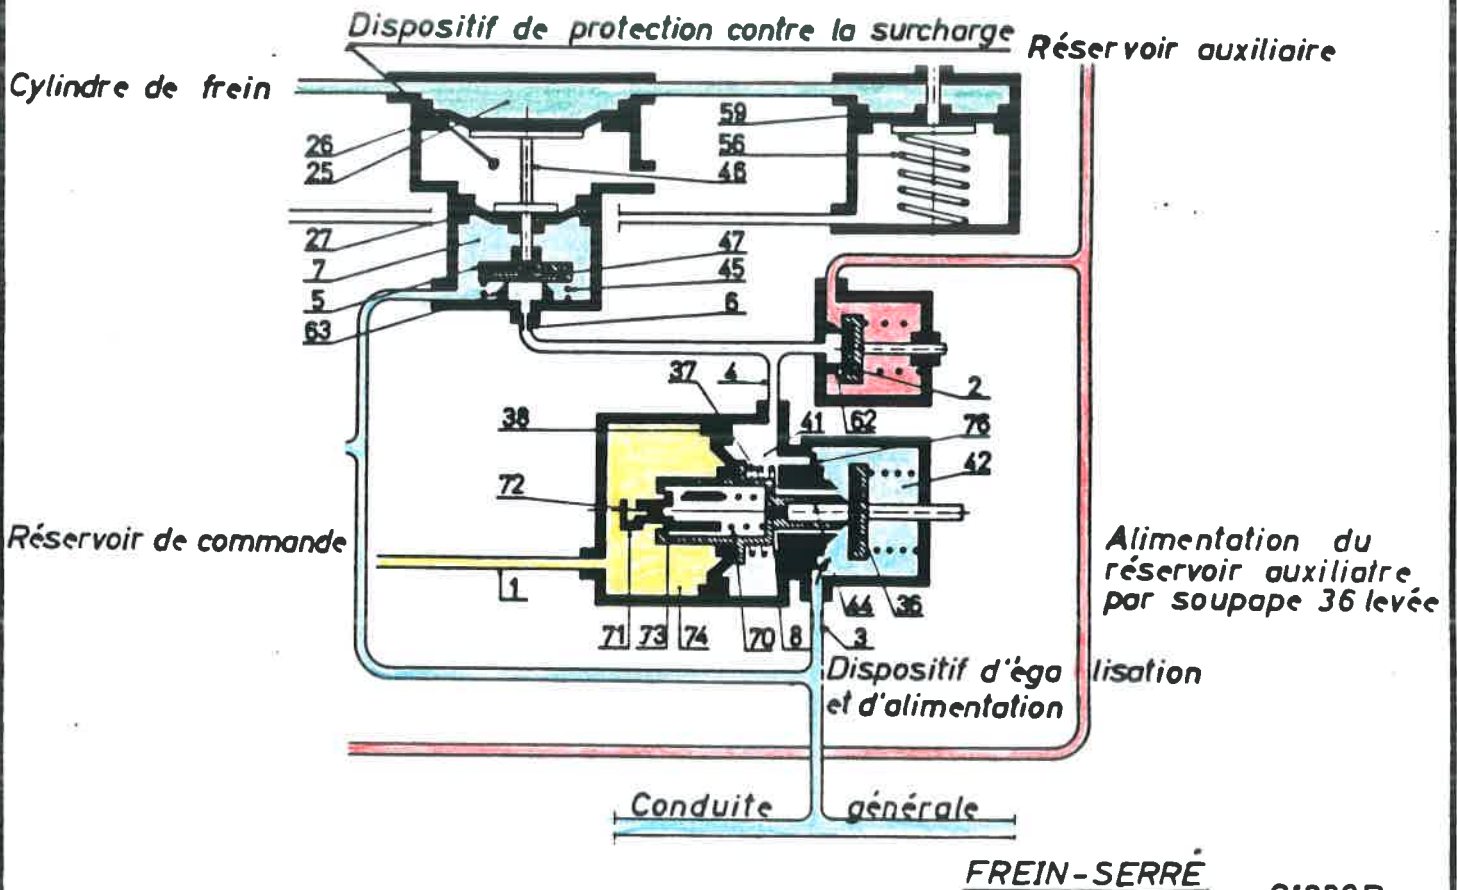 Dispositif de protection contre la surcharge
Réservoir auxiliaire
Cylindre de frein
59
26
56
25
46
27
47
7
45
5
6
63
37
4
2
38
41
62
76
42
72
Réservoir de commande
Alimentation du
réservoir auxiliatre
par soupape 36 levée
1
44
36
71
73
74
70
8
3
Dispositif d'égalisation
et d'alimentation
Conduite générale
FREIN-SERRÉ